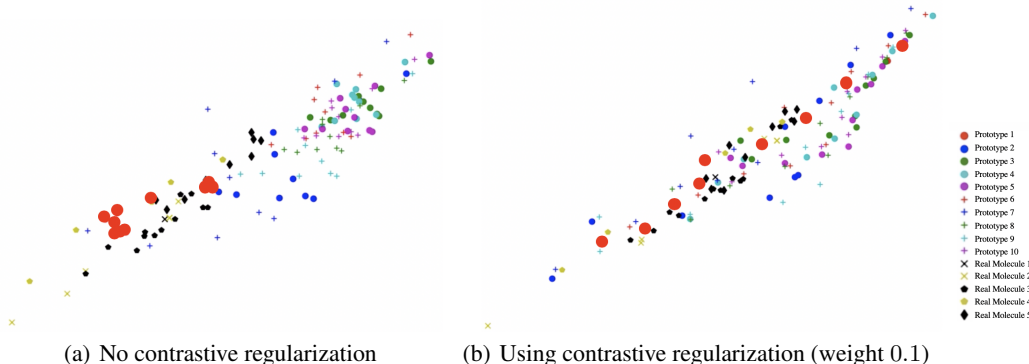 Prototype 1
Prototype 2
Prototype 3
Prototype 4
Prototype 5
Prototype 6
Prototype 7
Prototype 8
Prototype 9
Prototype 10
Real Molecule 1
Real Molecule 2
Real Molecule 3
Real Molecule 4
Real Molecule 5
(a) No contrastive regularization
(b) Using contrastive regularization (weight 0.1)